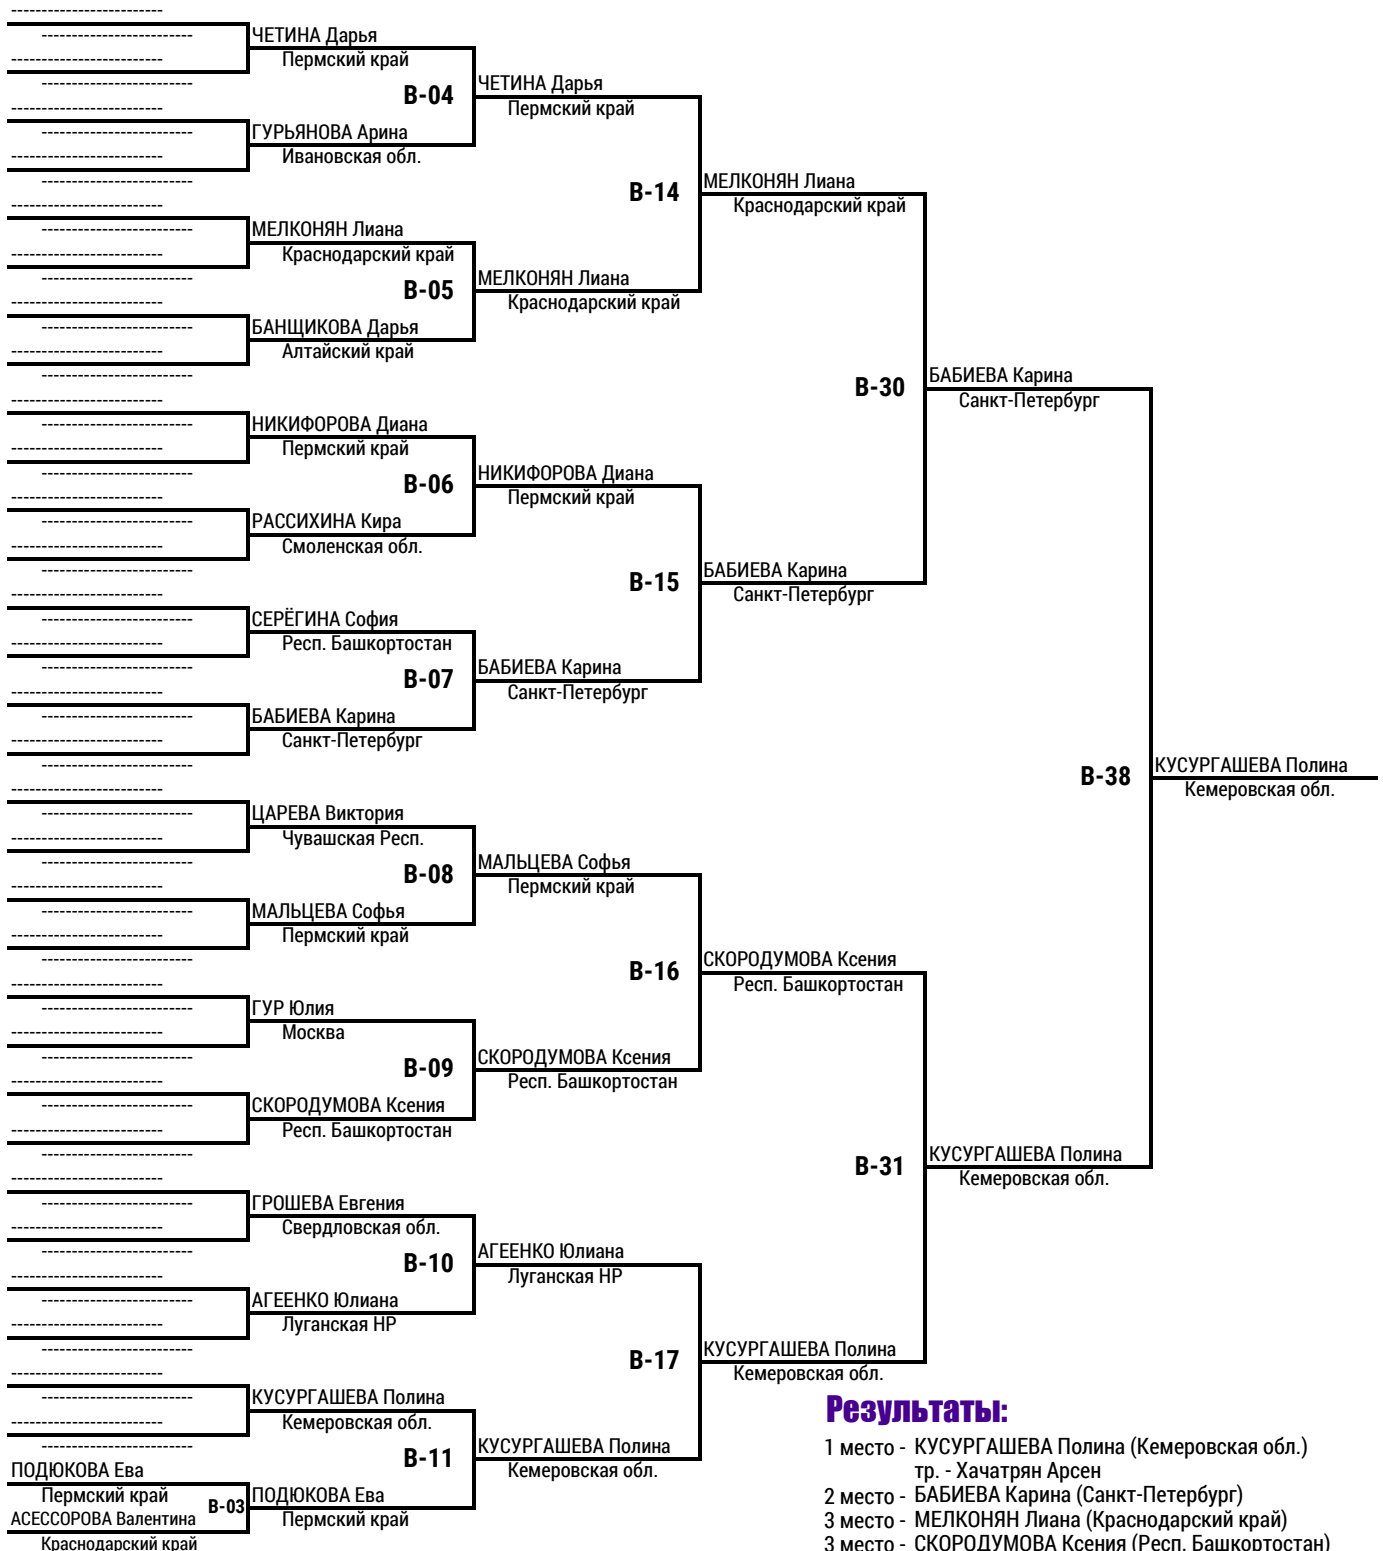 ЧЕТИНА Дарья
Пермский край
B-04
ГУРЬЯНОВА Арина
Ивановская обл.
МЕЛКОНЯН Лиана
Краснодарский край
B-05
БАНЩИКОВА Дарья
Алтайский край
НИКИФОРОВА Диана
Пермский край
B-06
РАССИХИНА Кира
Смоленская обл.
СЕРЁГИНА София
Респ. Башкортостан
B-07
БАБИЕВА Карина
Санкт-Петербург
ЦАРЕВА Виктория
Чувашская Респ.
B-08
МАЛЬЦЕВА Софья
Пермский край
ГУР Юлия
Москва
B-09
СКОРОДУМОВА Ксения
Респ. Башкортостан
ГРОШЕВА Евгения
Свердловская обл.
B-10
АГЕЕНКО Юлиана
Луганская НР
КУСУРГАШЕВА Полина
Кемеровская обл.
B-11
ПОДЮКОВА Ева
Пермский край
B-03
АСЕССОРОВА Валентина
Краснодарский край
ПОДЮКОВА Ева
Пермский край
ЧЕТИНА Дарья
Пермский край
B-14
МЕЛКОНЯН Лиана
Краснодарский край
НИКИФОРОВА Диана
Пермский край
B-15
БАБИЕВА Карина
Санкт-Петербург
МАЛЬЦЕВА Софья
Пермский край
B-16
СКОРОДУМОВА Ксения
Респ. Башкортостан
АГЕЕНКО Юлиана
Луганская НР
B-17
КУСУРГАШЕВА Полина
Кемеровская обл.
МЕЛКОНЯН Лиана
Краснодарский край
B-30
БАБИЕВА Карина
Санкт-Петербург
СКОРОДУМОВА Ксения
Респ. Башкортостан
B-31
КУСУРГАШЕВА Полина
Кемеровская обл.
БАБИЕВА Карина
Санкт-Петербург
B-38
КУСУРГАШЕВА Полина
Кемеровская обл.
КУСУРГАШЕВА Полина
Кемеровская обл.
Результаты:
1 место - КУСУРГАШЕВА Полина (Кемеровская обл.)
тр. - Хачатрян Арсен
2 место - БАБИЕВА Карина (Санкт-Петербург)
3 место - МЕЛКОНЯН Лиана (Краснодарский край)
3 место - СКОРОДУМОВА Ксения (Респ. Башкортостан)